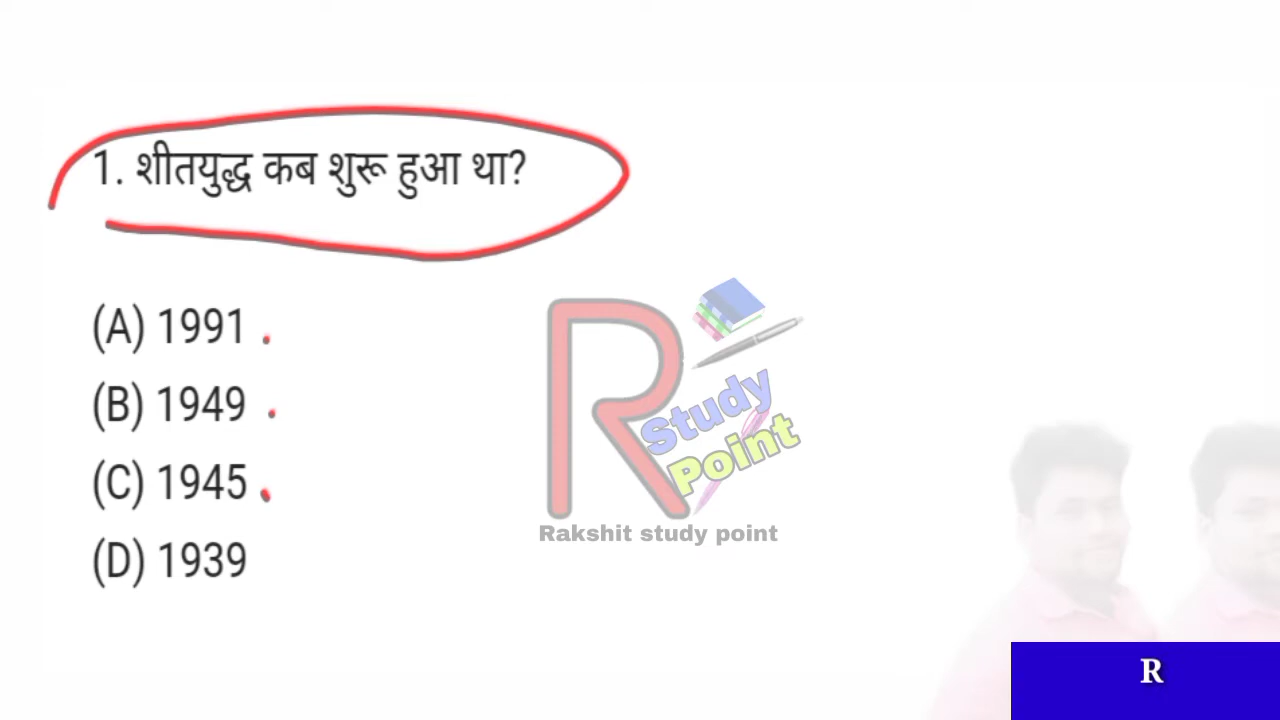 1. शीतयुद्ध कब शुरू हुआ था?
(A) 1991
(B) 1949
(C) 1945
(D) 1939
R
Study
Point
Rakshit study point
R